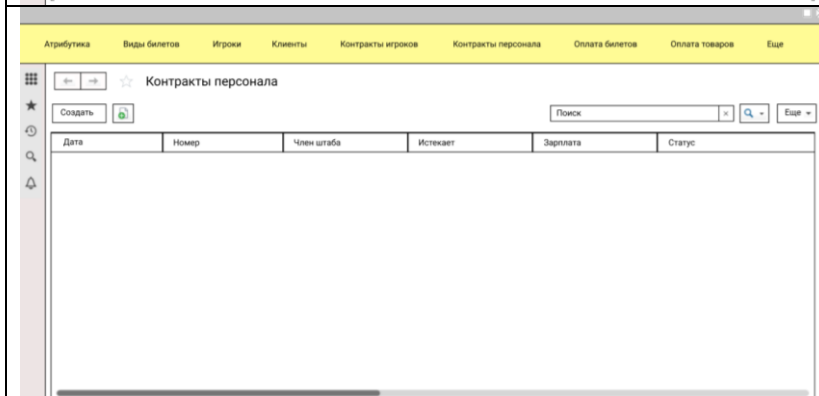 Атрибутика Виды билетов Игроки Клиенты Контракты игроков Контракты персонала Оплата билетов Оплата товаров Еще
Контракты персонала
Создать Поиск × Еще
Дата Номер Член штаба Истекает Зарплата Статус